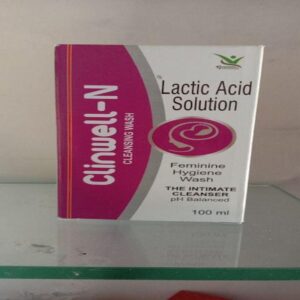 Clinwell-N
CLEANSING WASH
Lactic Acid
Solution
Feminine
Hygiene
Wash
THE INTIMATE
CLEANSER
pH Balanced
100 ml